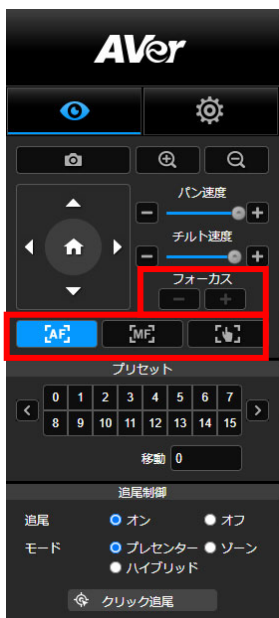 AVer
パン速度
チルト速度
フォーカス
AF MF
プリセット
0 1 2 3 4 5 6 7
8 9 10 11 12 13 14 15
移動 0
追尾制御
追尾 オン オフ
モード プレセンター ゾーン
ハイブリッド
クリック追尾